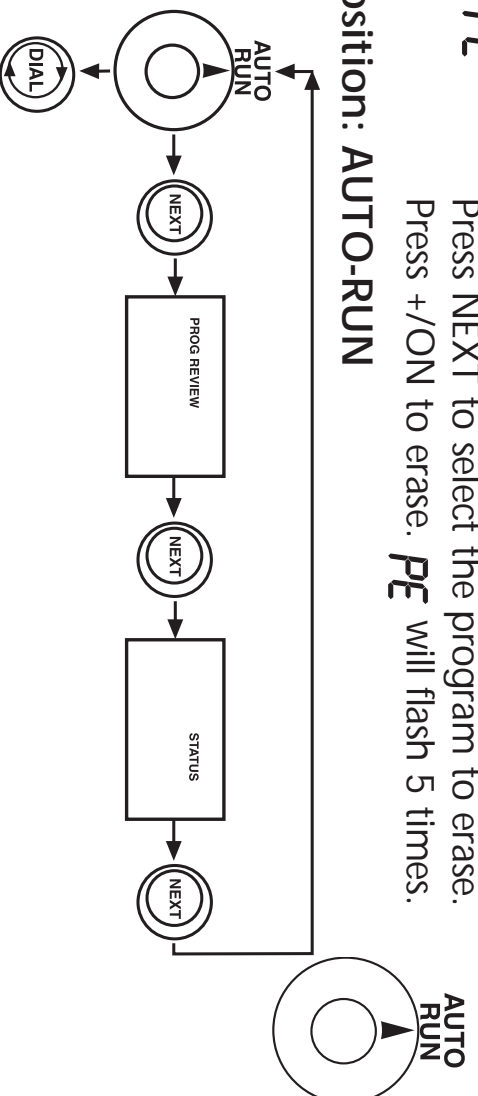 Press NEXT to select the program to erase.
Press +/ON to erase. PE will flash 5 times.
osition: AUTO-RUN
AUTO
RUN
AUTO
RUN
NEXT
PROG REVIEW
NEXT
STATUS
NEXT
DIAL